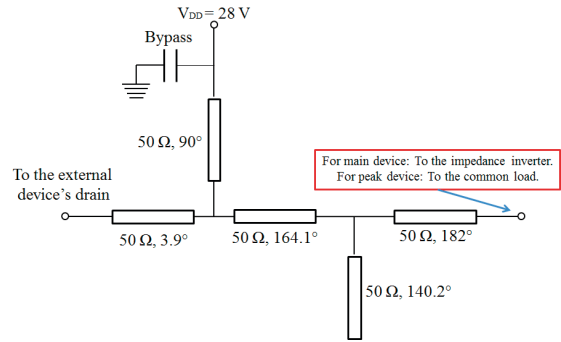 VDD= 28 V
Bypass
50 Ω, 90°
For main device: To the impedance inverter.
For peak device: To the common load.
To the external
device's drain
50 Ω, 3.9°
50 Ω, 164.1°
50 Ω, 182°
50 Ω, 140.2°